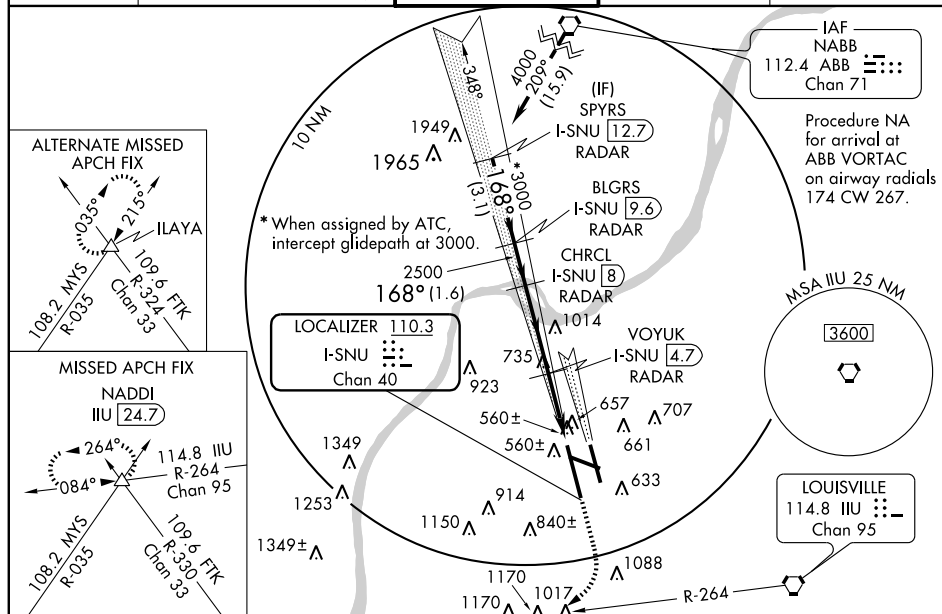 IAF
NABB
112.4 ABB
Chan 71
Procedure NA
for arrival at
ABB VORTAC
on airway radials
174 CW 267.
10 NM
348°
4000
209°
(15.9)
(IF)
SPYRS
I-SNU 12.7
RADAR
1949
1965
*3000
168°
(3.1)
BLGRS
I-SNU 9.6
RADAR
* When assigned by ATC,
intercept glidepath at 3000.
2500
168° (1.6)
CHRCL
I-SNU 8
RADAR
ALTERNATE MISSED
APCH FIX
035°
215°
ILAYA
108.2 MYS
R-035
109.6 FTK
R-324
Chan 33
LOCALIZER 110.3
I-SNU
Chan 40
1014
735
VOYUK
I-SNU 4.7
RADAR
923
657
707
560±
560±
661
633
MSA IIU 25 NM
3600
MISSED APCH FIX
NADDI
IIU 24.7
264°
084°
114.8 IIU
R-264
Chan 95
108.2 MYS
R-035
109.6 FTK
R-330
Chan 33
1349
1253
1349±
914
1150
840±
1088
1170
1017
1170
R-264
LOUISVILLE
114.8 IIU
Chan 95